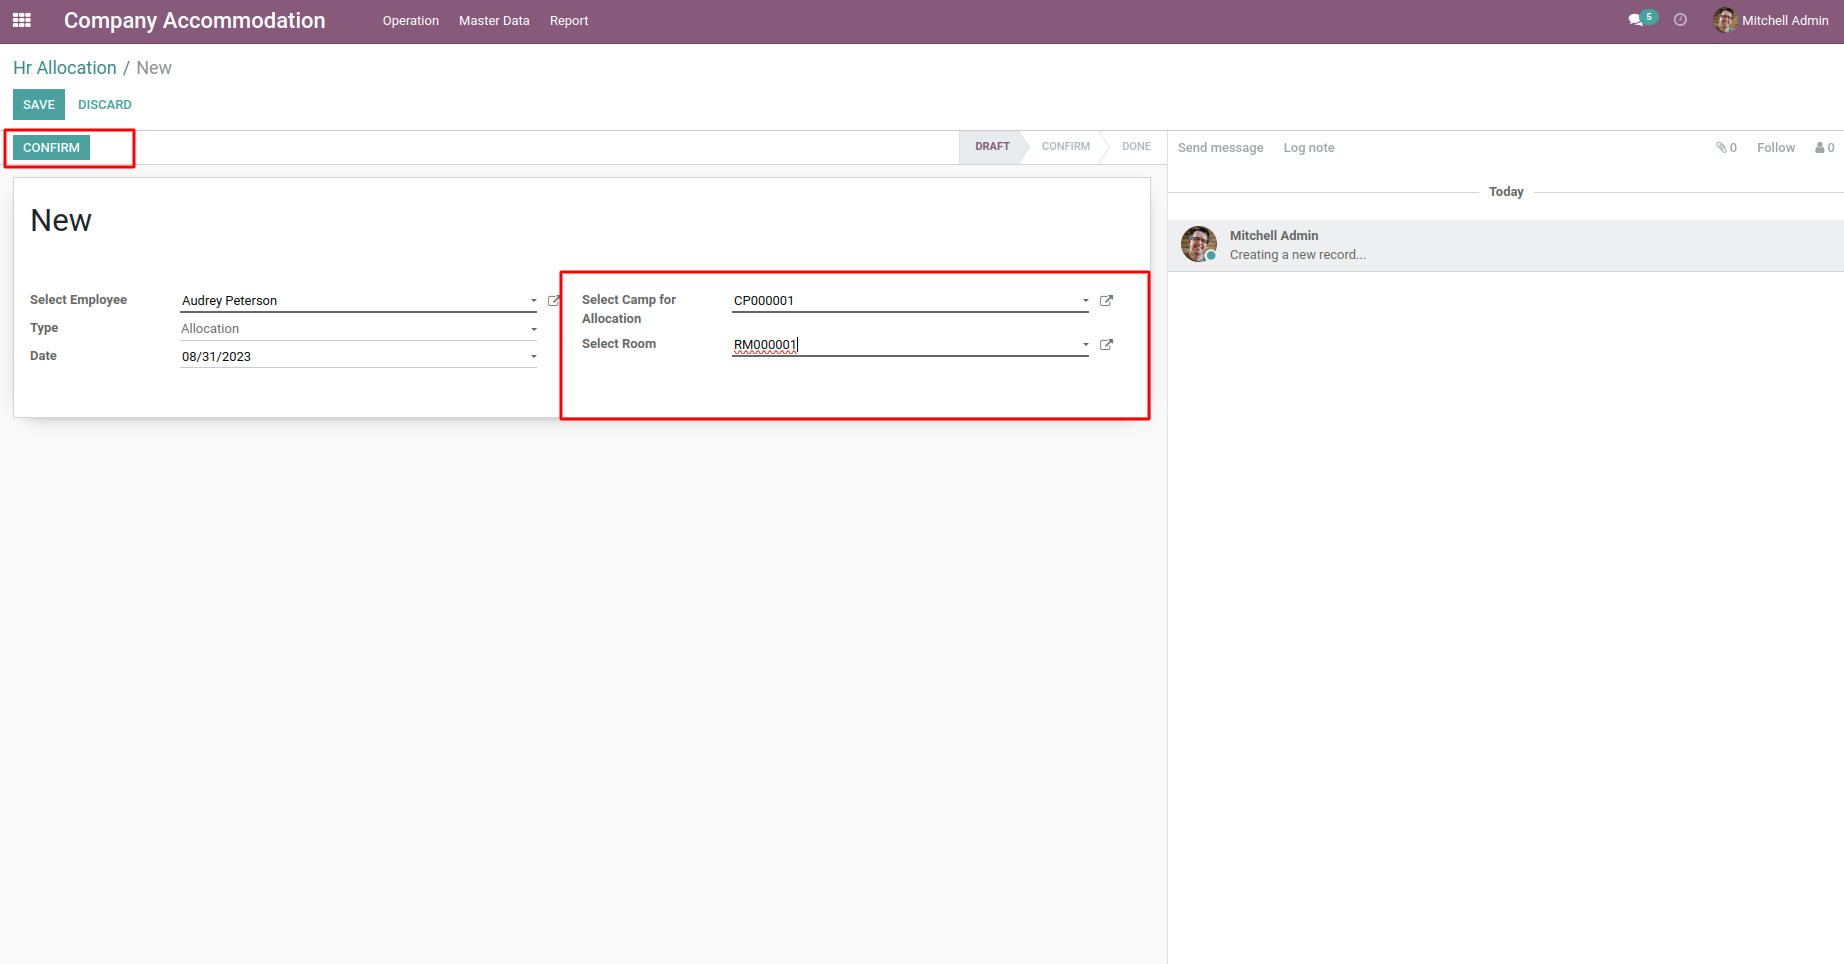 Company Accommodation Operation Master Data Report 5 Mitchell Admin
Hr Allocation / New
SAVE DISCARD
CONFIRM DRAFT CONFIRM DONE Send message Log note 0 Follow 0
Today
New
Mitchell Admin
Creating a new record...
Select Employee Audrey Peterson
Type Allocation
Date 08/31/2023
Select Camp for CP000001
Allocation
Select Room RM000001